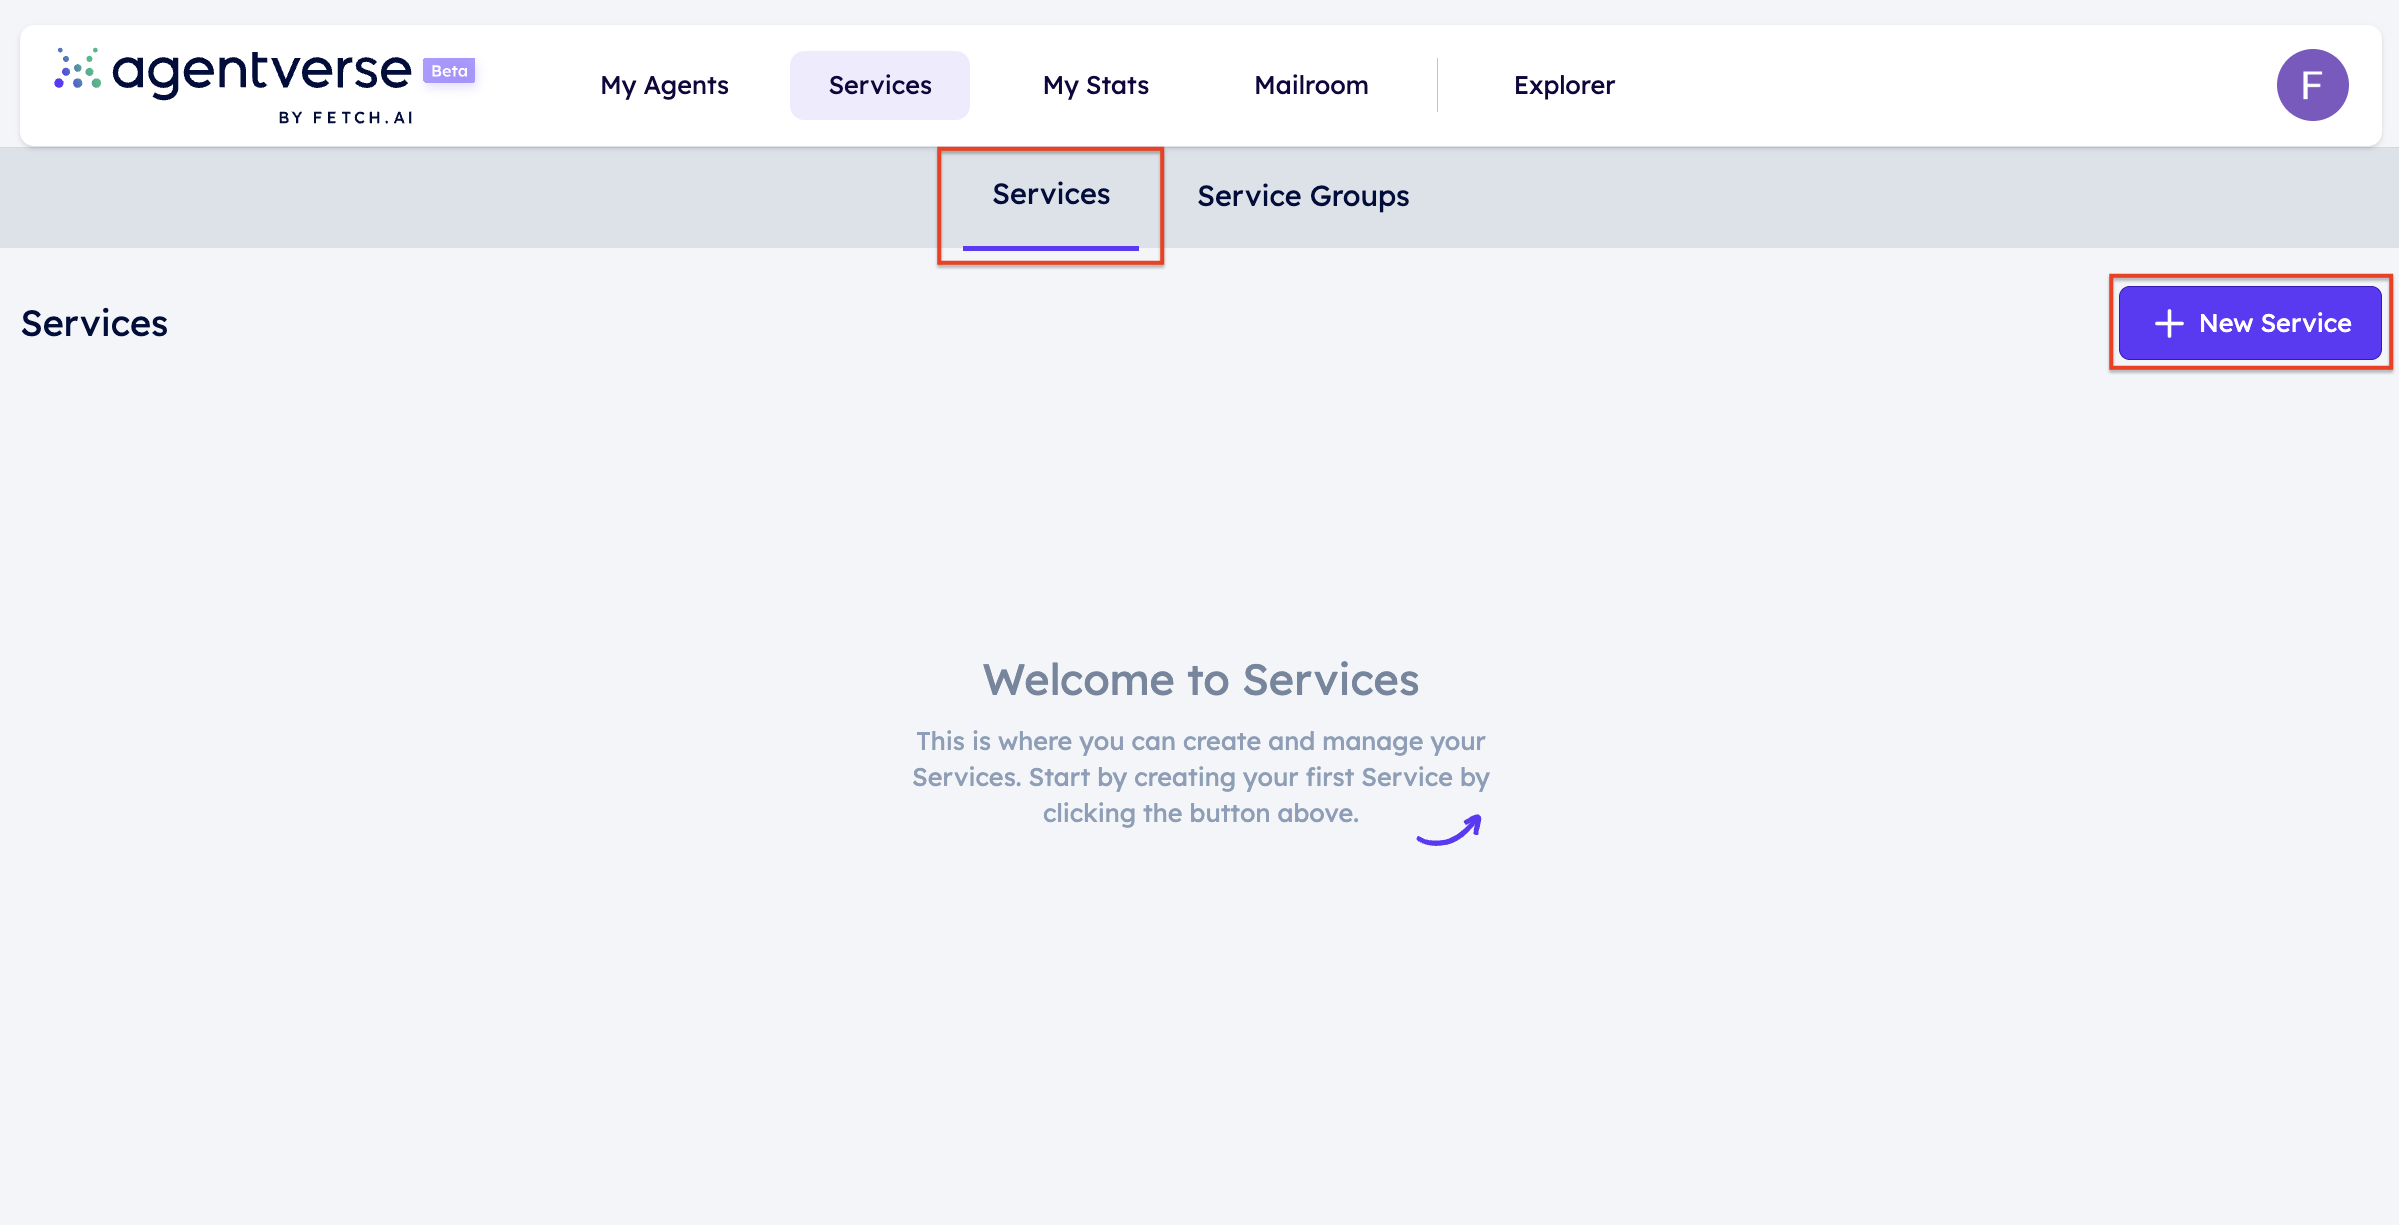 agentverse Beta
BY FETCH.AI
My Agents
Services
My Stats
Mailroom
Explorer
F
Services
Service Groups
Services
New Service
Welcome to Services
This is where you can create and manage your
Services. Start by creating your first Service by
clicking the button above.